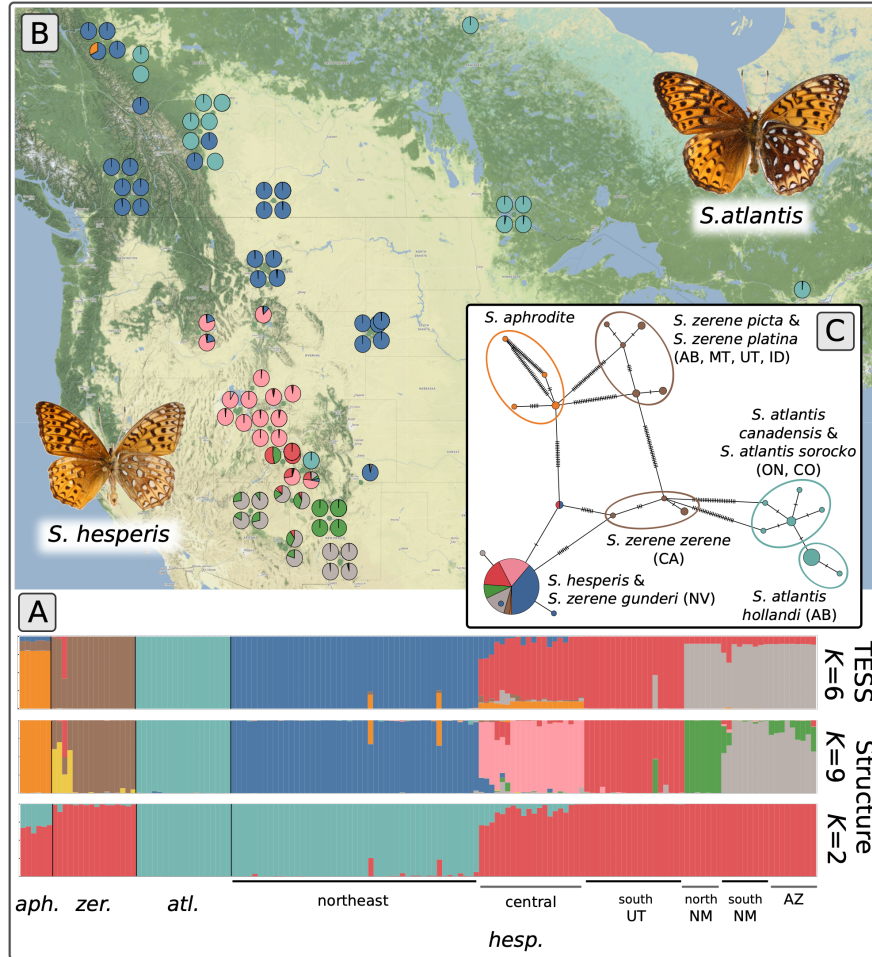 B
S.atlantis
S. hesperis
C
S. aphrodite
S. zerene picta &
S. zerene platina
(AB, MT, UT, ID)
S. atlantis
canadensis &
S. atlantis sorocko
(ON, CO)
S. zerene zerene
(CA)
S. hesperis &
S. zerene gunderi (NV)
S. atlantis
hollandi (AB)
A
TESS
K=6
Structure
K=9
K=2
aph.
zer.
atl.
northeast
central
south
UT
north
NM
south
NM
AZ
hesp.